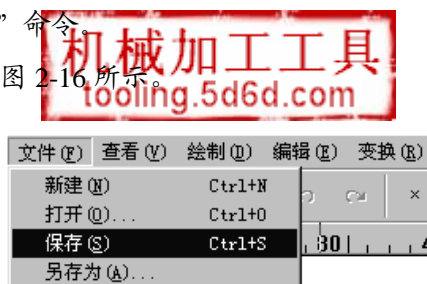 ”命令。
机械加工工具
图 2-16 所示。
tooling.5d6d.com
文件(F) 查看(V) 绘制(D) 编辑(E) 变换(R)
新建(N) Ctrl+N
打开(O)... Ctrl+O
保存(S) Ctrl+S
另存为(A)...
80
4